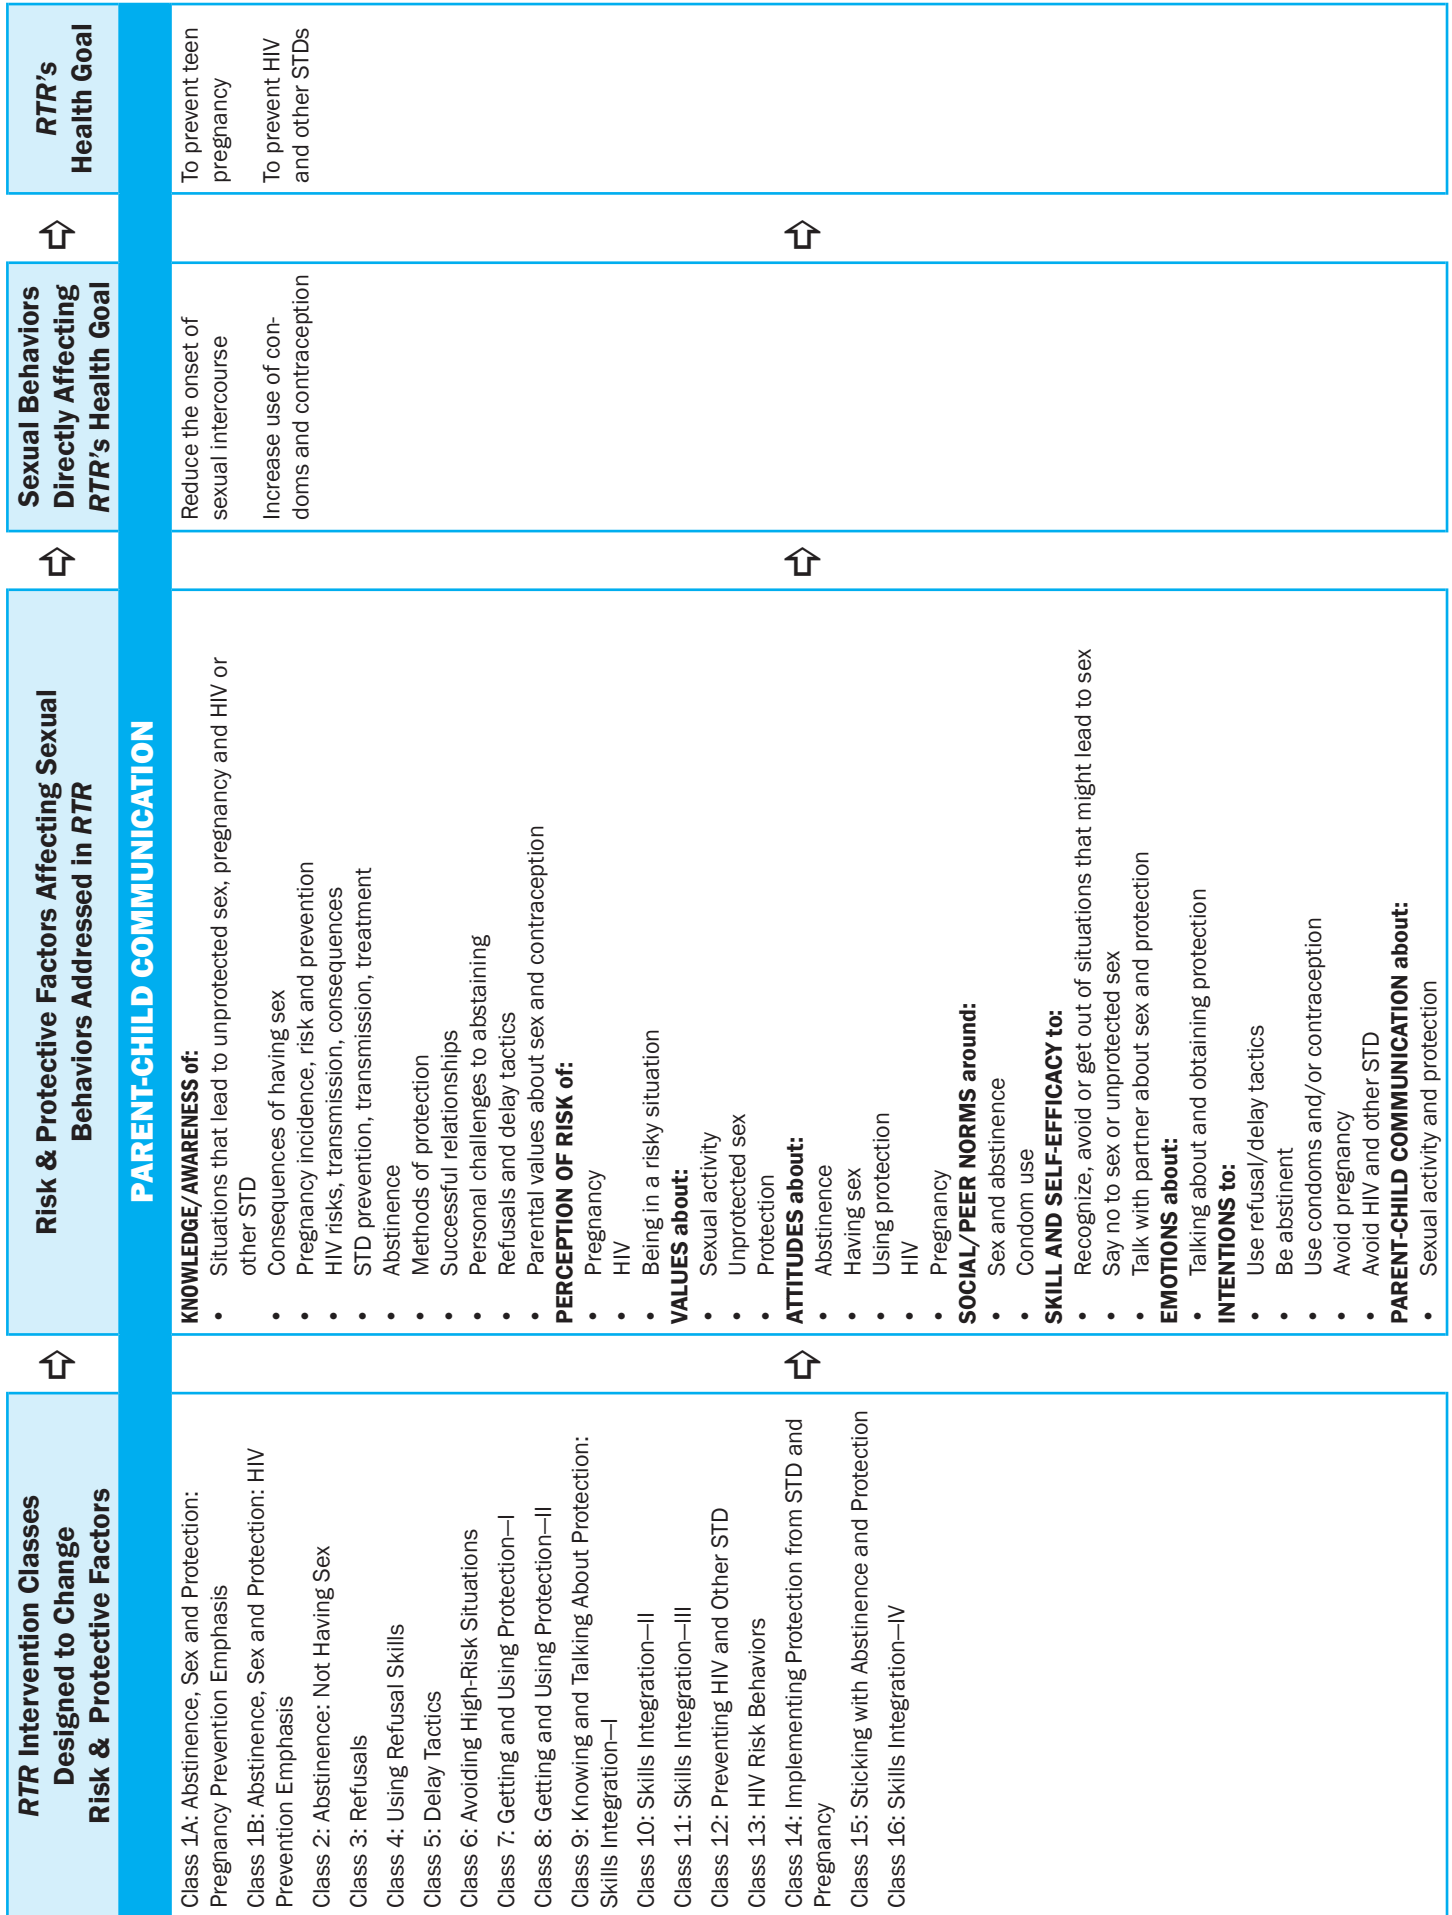 RTR Intervention Classes
Designed to Change
Risk & Protective Factors
Risk & Protective Factors Affecting Sexual
Behaviors Addressed in RTR
Sexual Behaviors
Directly Affecting
RTR's Health Goal
RTR's
Health Goal
PARENT-CHILD COMMUNICATION
Class 1A: Abstinence, Sex and Protection:
Pregnancy Prevention Emphasis
Class 1B: Abstinence, Sex and Protection: HIV
Prevention Emphasis
Class 2: Abstinence: Not Having Sex
Class 3: Refusals
Class 4: Using Refusal Skills
Class 5: Delay Tactics
Class 6: Avoiding High-Risk Situations
Class 7: Getting and Using Protection—I
Class 8: Getting and Using Protection—II
Class 9: Knowing and Talking About Protection:
Skills Integration—I
Class 10: Skills Integration—II
Class 11: Skills Integration—III
Class 12: Preventing HIV and Other STD
Class 13: HIV Risk Behaviors
Class 14: Implementing Protection from STD and
Pregnancy
Class 15: Sticking with Abstinence and Protection
Class 16: Skills Integration—IV
KNOWLEDGE/AWARENESS of:
• Situations that lead to unprotected sex, pregnancy and HIV or
other STD
• Consequences of having sex
• Pregnancy incidence, risk and prevention
• HIV risks, transmission, consequences
• STD prevention, transmission, treatment
• Abstinence
• Methods of protection
• Successful relationships
• Personal challenges to abstaining
• Refusals and delay tactics
• Parental values about sex and contraception
PERCEPTION OF RISK of:
• Pregnancy
• HIV
• Being in a risky situation
VALUES about:
• Sexual activity
• Unprotected sex
• Protection
ATTITUDES about:
• Abstinence
• Having sex
• Using protection
• HIV
• Pregnancy
SOCIAL/PEER NORMS around:
• Sex and abstinence
• Condom use
SKILL AND SELF-EFFICACY to:
• Recognize, avoid or get out of situations that might lead to sex
• Say no to sex or unprotected sex
• Talk with partner about sex and protection
EMOTIONS about:
• Talking about and obtaining protection
INTENTIONS to:
• Use refusal/delay tactics
• Be abstinent
• Use condoms and/or contraception
• Avoid pregnancy
• Avoid HIV and other STD
PARENT-CHILD COMMUNICATION about:
• Sexual activity and protection
Reduce the onset of
sexual intercourse
Increase use of con-
doms and contraception
To prevent teen
pregnancy
To prevent HIV
and other STDs